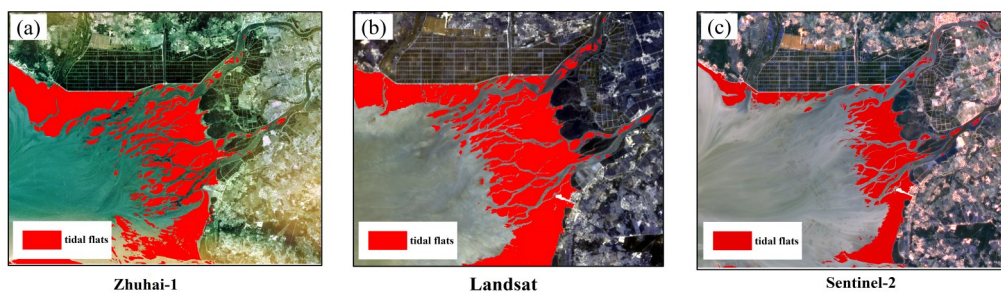 (a)
(b)
(c)
tidal flats
tidal flats
tidal flats
Zhuhai-1
Landsat
Sentinel-2